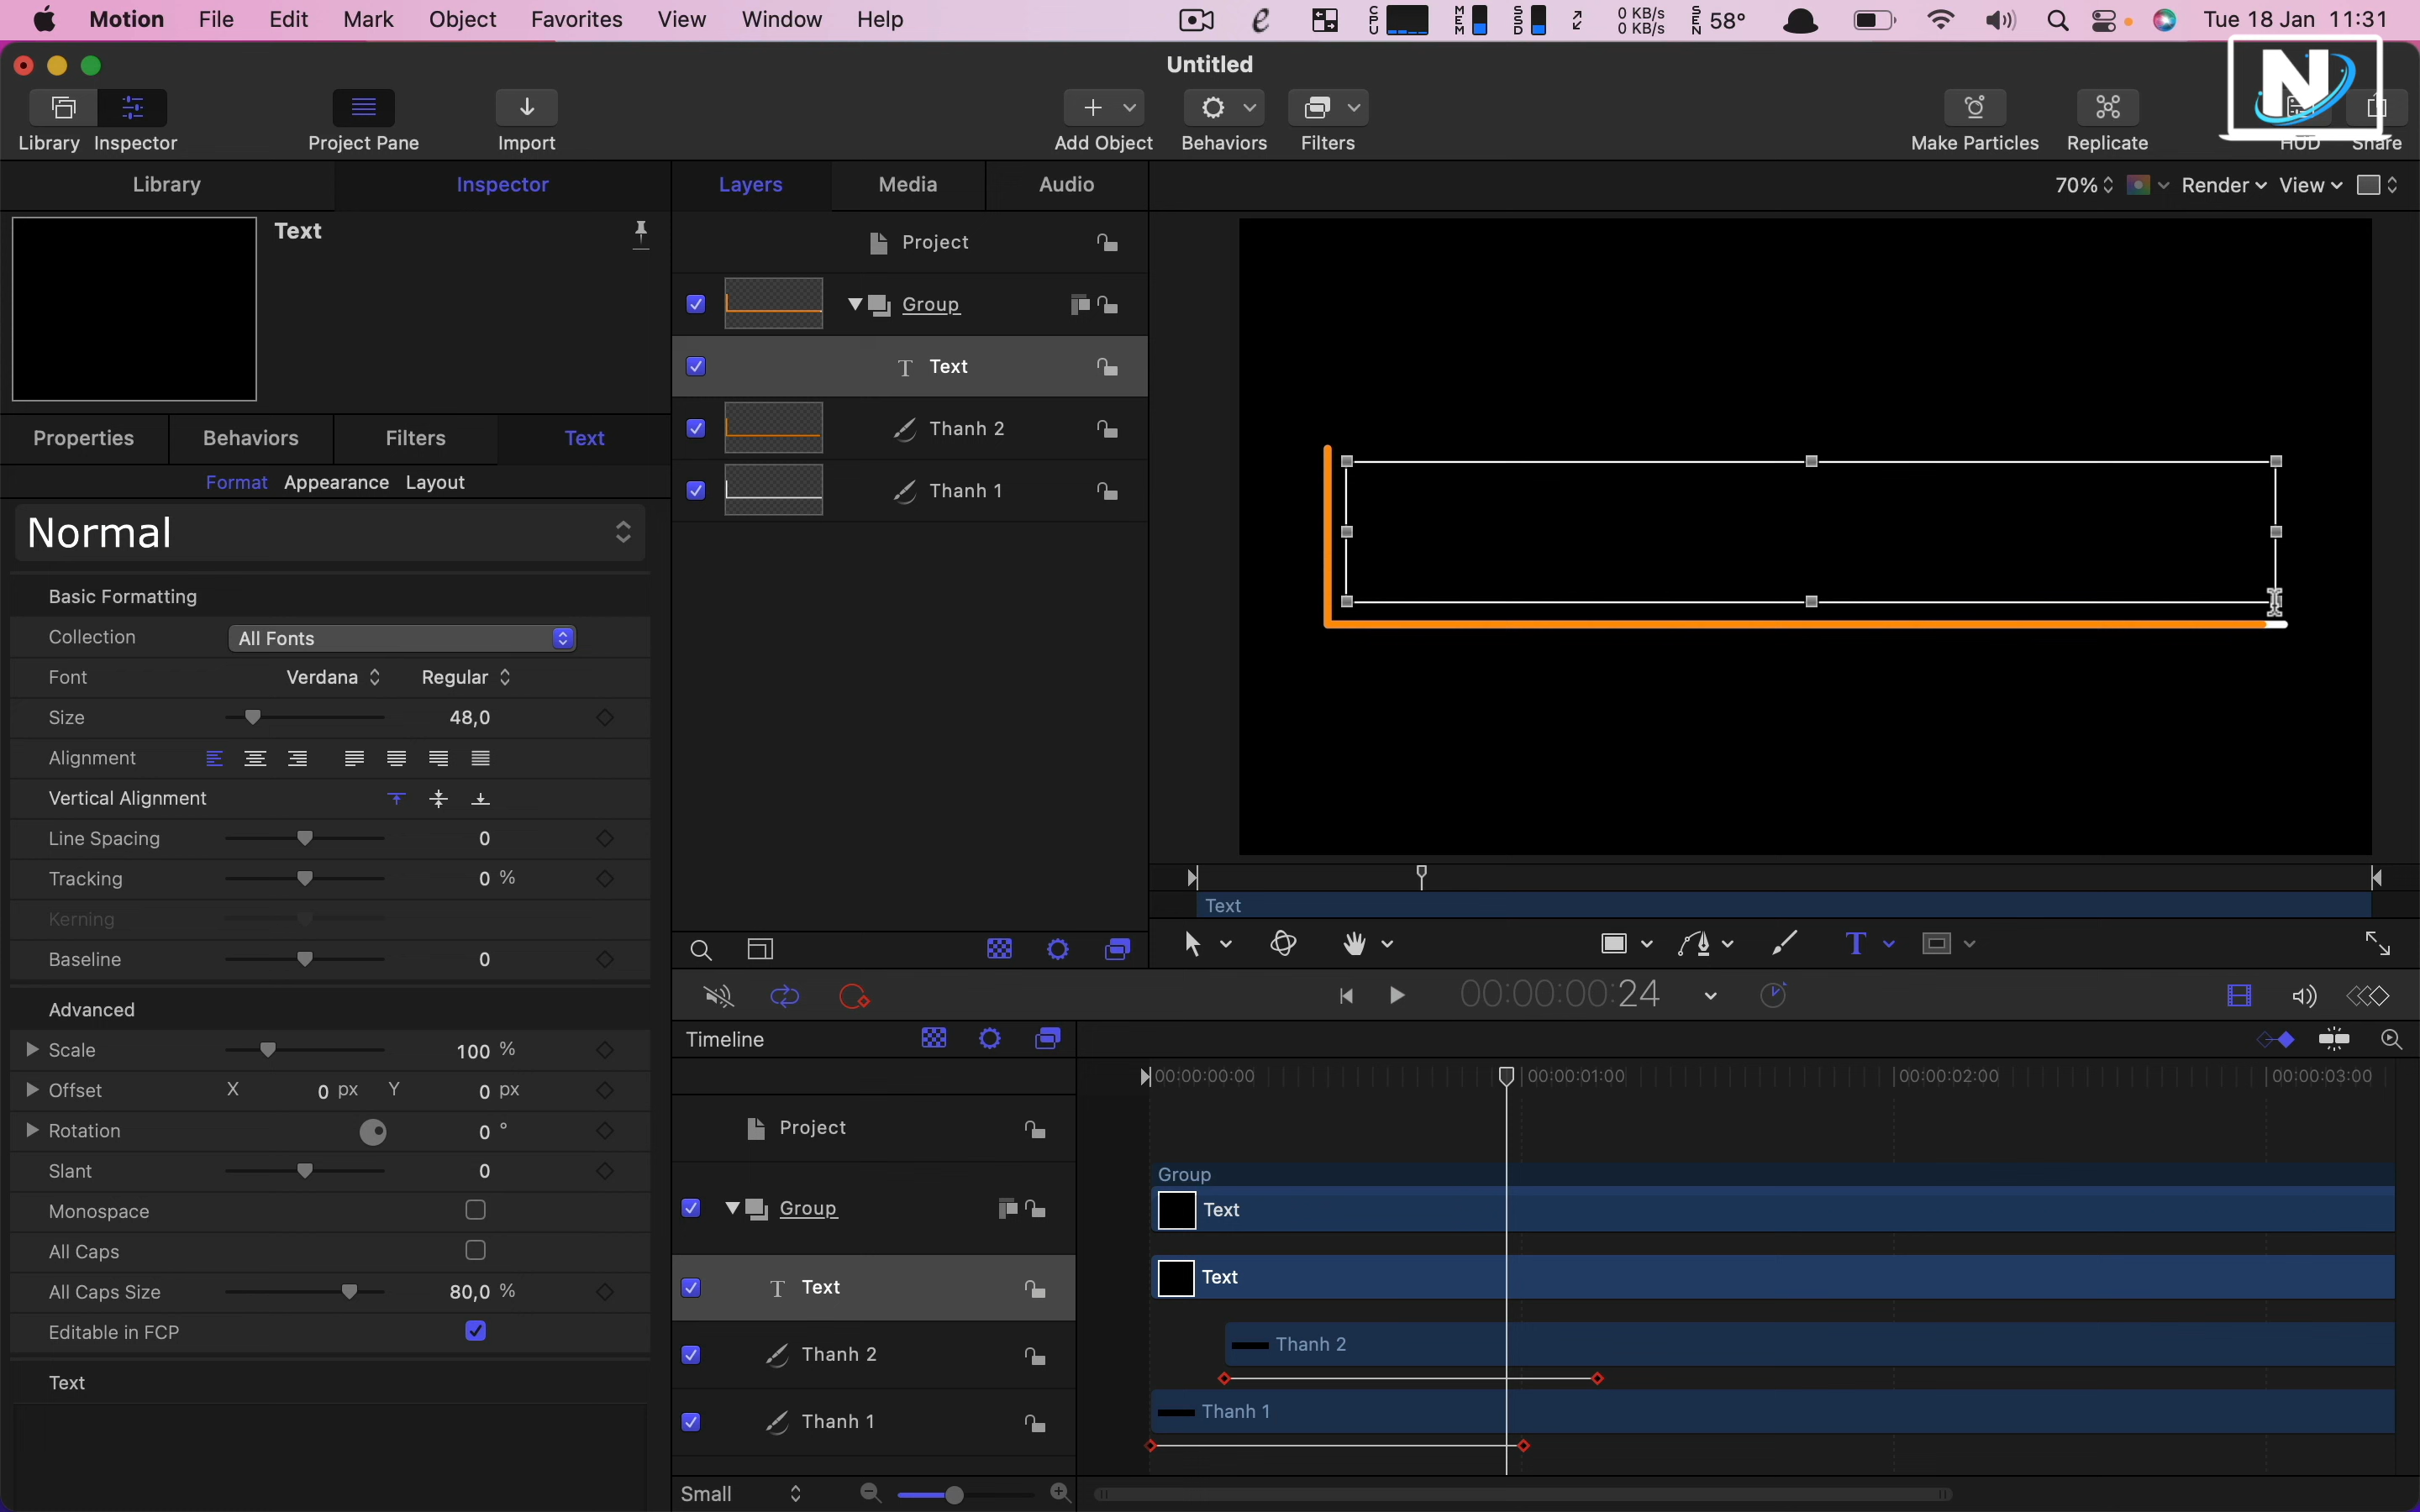 Motion File Edit Mark Object Favorites View Window Help
CPU MEM SSD 0 KB/s
0 KB/s
SEN 58° Tue 18 Jan 11:31
Untitled
N
Library Inspector Project Pane Import Add Object Behaviors Filters Make Particles Replicate HUD Share
Library Inspector Layers Media Audio 70% Render View
Text
Project
Group
Text
Thanh 2
Thanh 1
Properties Behaviors Filters Text
Format Appearance Layout
Normal
Basic Formatting
Collection All Fonts
Font Verdana Regular
Size 48,0
Alignment
Vertical Alignment
Line Spacing 0
Tracking 0 %
Kerning
Baseline 0
Advanced
Scale 100 %
Offset X 0 px Y 0 px
Rotation 0 °
Slant 0
Monospace
All Caps
All Caps Size 80,0 %
Editable in FCP
Text
Text
T
00:00:00:24
Timeline
00:00:00:00 00:00:01:00 00:00:02:00 00:00:03:00
Project
Group
Group Text
Text Text
Thanh 2 Thanh 2
Thanh 1 Thanh 1
Small